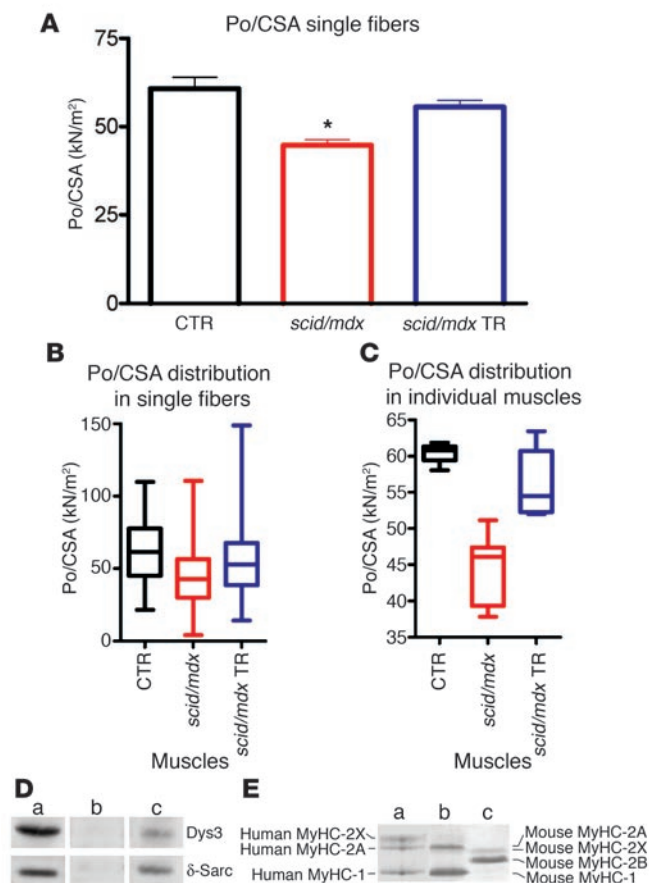 A
Po/CSA single fibers
Po/CSA (kN/m²)
75
50
25
0
*
CTR
scid/mdx
scid/mdx TR
B
Po/CSA distribution
in single fibers
Po/CSA (kN/m²)
150
100
50
0
CTR
scid/mdx
scid/mdx TR
Muscles
C
Po/CSA distribution
in individual muscles
Po/CSA (kN/m²)
65
60
55
50
45
40
35
CTR
scid/mdx
scid/mdx TR
Muscles
D
a b c
Dys3
δ-Sarc
E
a b c
Human MyHC-2X
Human MyHC-2A
Human MyHC-1
Mouse MyHC-2A
Mouse MyHC-2X
Mouse MyHC-2B
Mouse MyHC-1